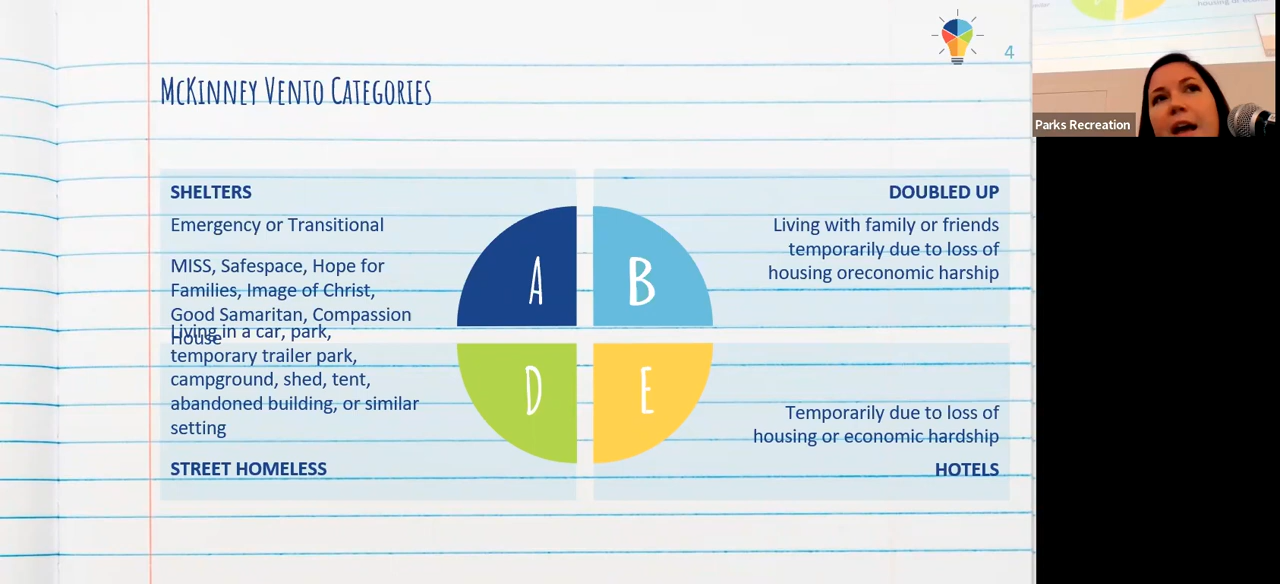 4
McKinney Vento Categories
Parks Recreation
SHELTERS
Emergency or Transitional
MISS, Safespace, Hope for
Families, Image of Christ,
Good Samaritan, Compassion
House
A
B
DOUBLED UP
Living with family or friends
temporarily due to loss of
housing oreconomic harship
Living in a car, park,
temporary trailer park,
campground, shed, tent,
abandoned building, or similar
setting
STREET HOMELESS
D
E
Temporarily due to loss of
housing or economic hardship
HOTELS